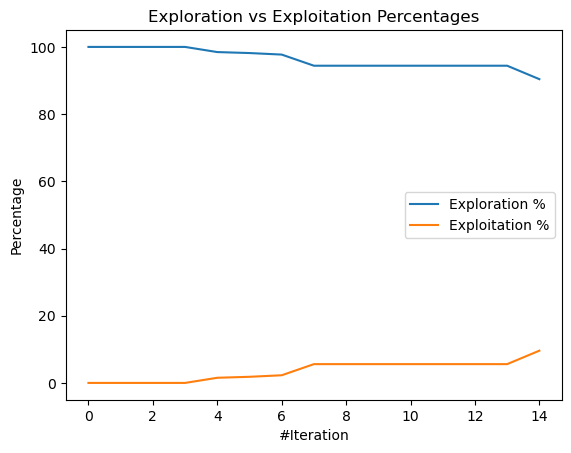 Exploration vs Exploitation Percentages
100
80
60
40
20
0
Percentage
Exploration %
Exploitation %
0 2 4 6 8 10 12 14
#Iteration